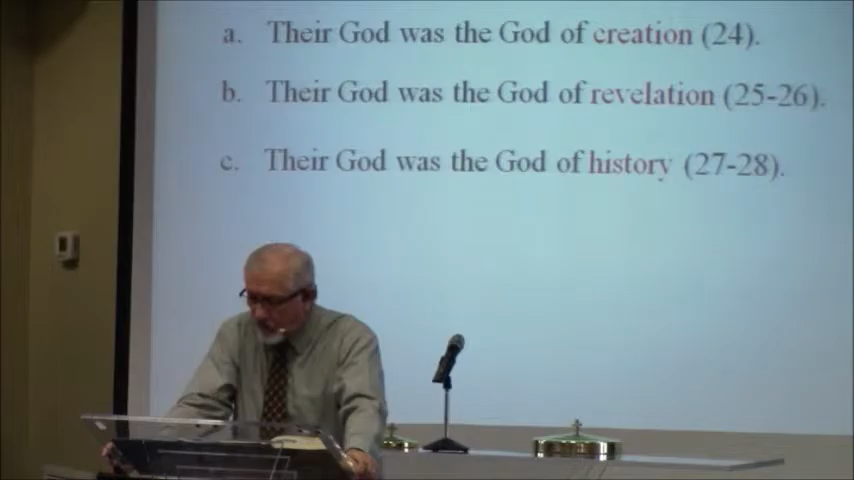 a. Their God was the God of creation (24).
b. Their God was the God of revelation (25-26).
c. Their God was the God of history (27-28).